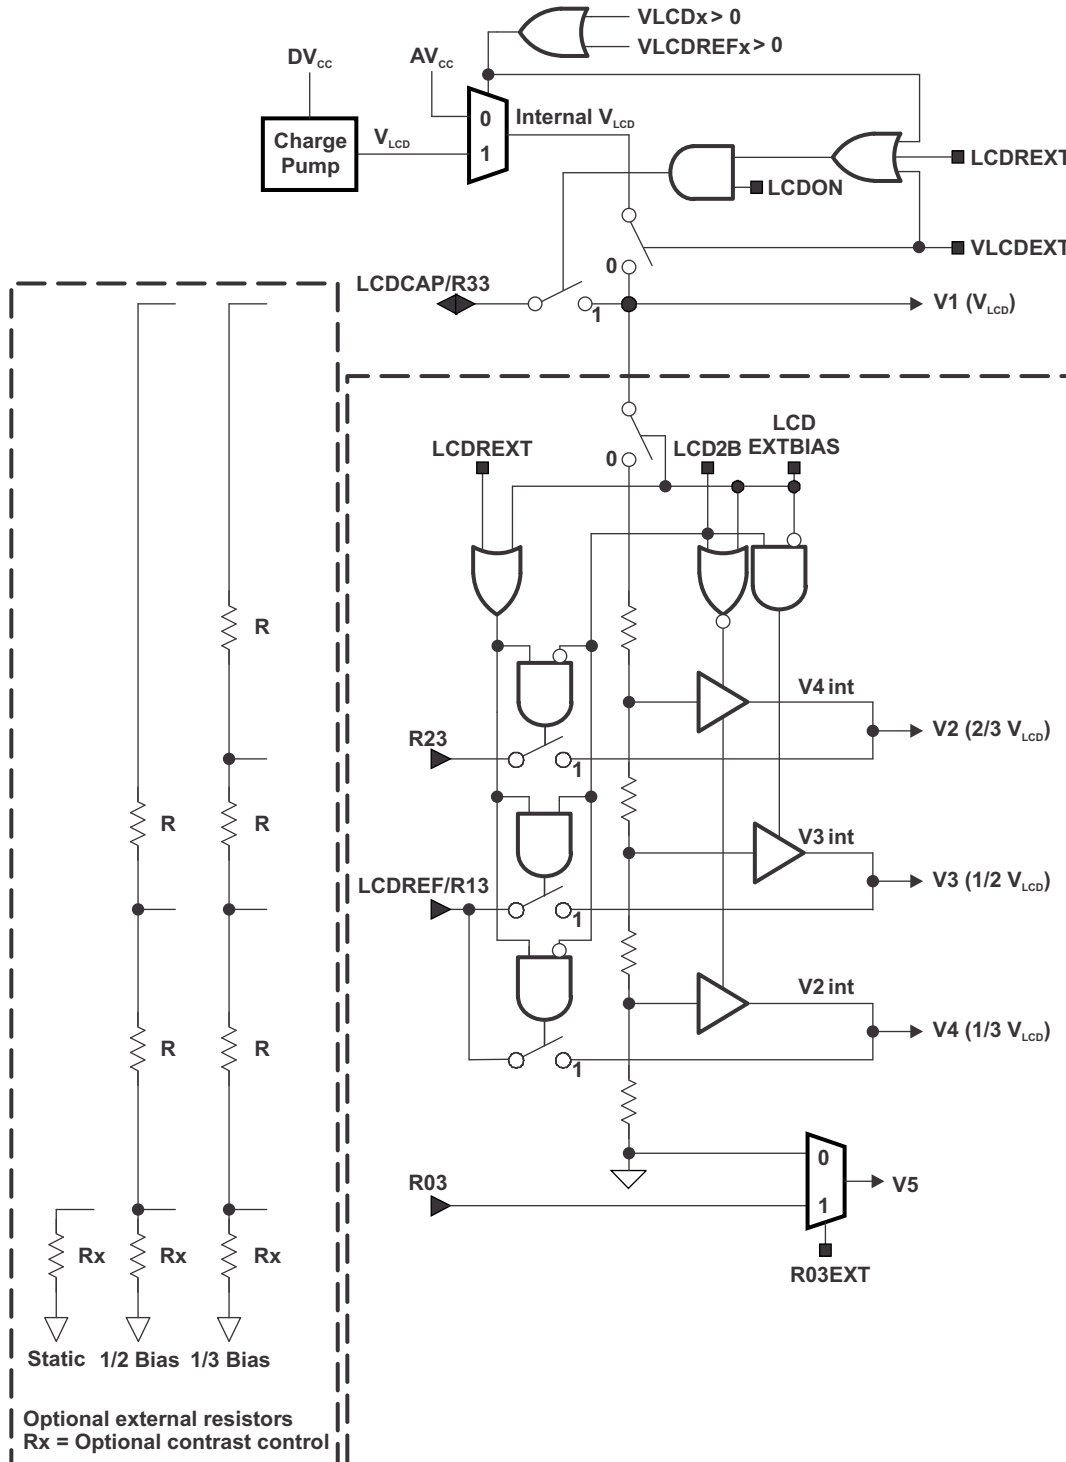 VLCDx > 0
VLCDREFx > 0
DVCC
AVCC
Charge
Pump
VLCD
0
1
Internal VLCD
LCDREXT
LCDON
VLCDEXT
0
LCDCAP/R33
1
V1 (VLCD)
LCDREXT
0
LCD2B
LCD
EXTBIAS
R
V4 int
R23
1
V2 (2/3 VLCD)
R
R
V3 int
LCDREF/R13
1
V3 (1/2 VLCD)
R
R
V2 int
1
V4 (1/3 VLCD)
0
R03
1
V5
Rx
Rx
Rx
R03EXT
Static
1/2 Bias
1/3 Bias
Optional external resistors
Rx = Optional contrast control